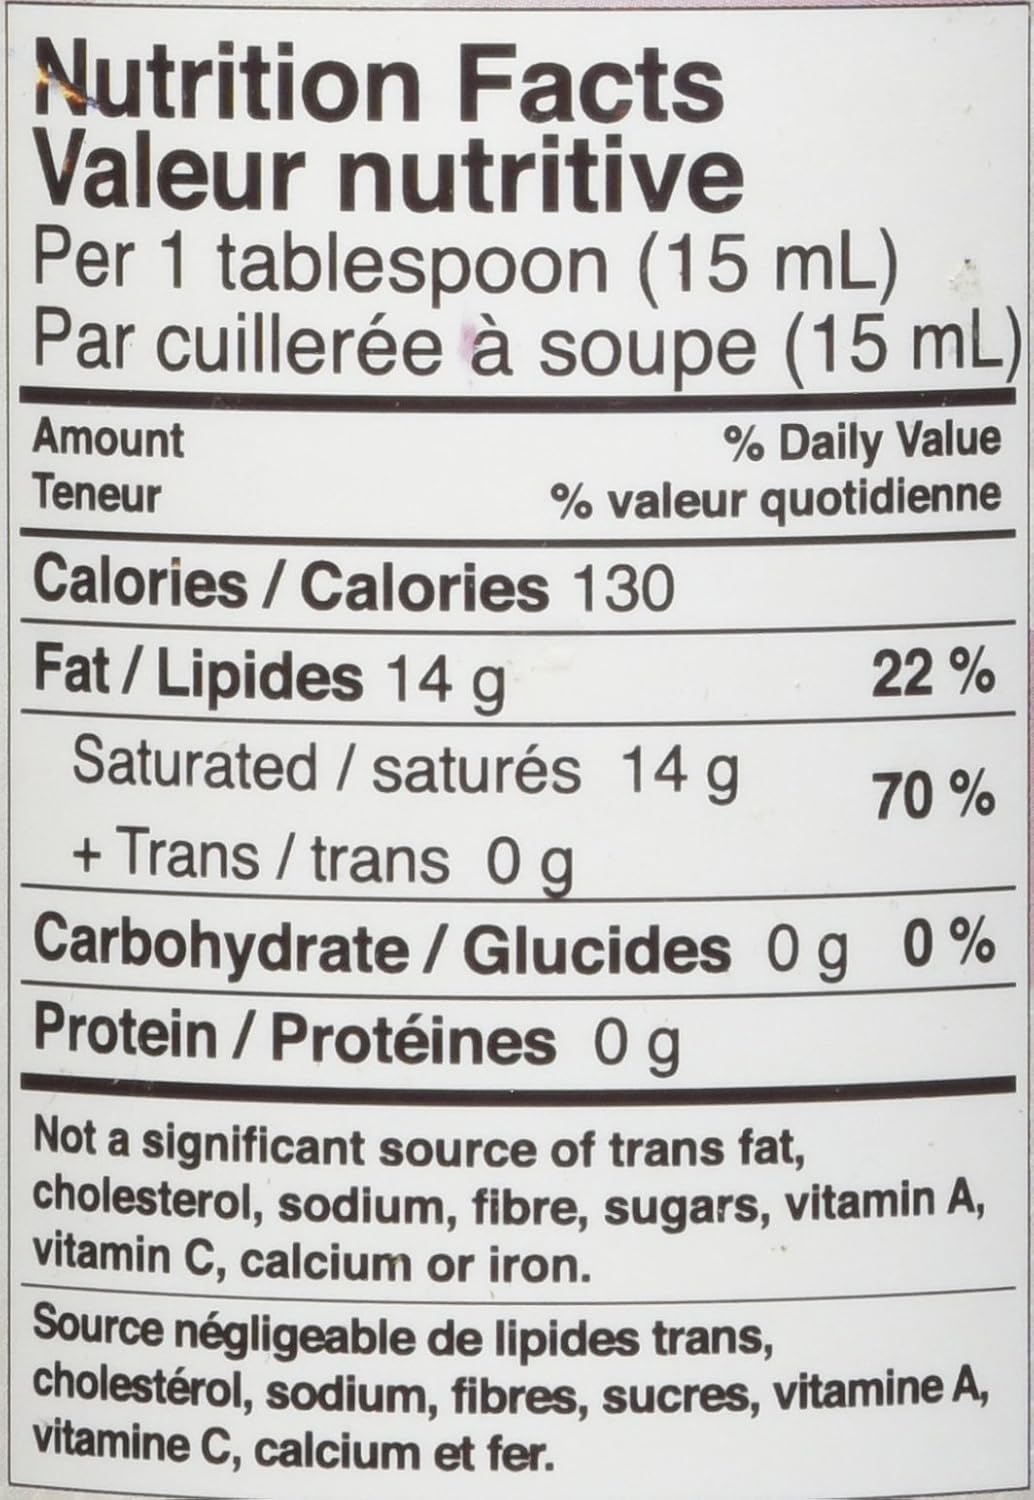 Nutrition Facts
Valeur nutritive
Per 1 tablespoon (15 mL)
Par cuillerée à soupe (15 mL)
Amount % Daily Value
Teneur % valeur quotidienne
Calories / Calories 130
Fat / Lipides 14 g 22 %
Saturated / saturés 14 g 70 %
+ Trans / trans 0 g
Carbohydrate / Glucides 0 g 0 %
Protein / Protéines 0 g
Not a significant source of trans fat,
cholesterol, sodium, fibre, sugars, vitamin A,
vitamin C, calcium or iron.
Source négligeable de lipides trans,
cholestérol, sodium, fibres, sucres, vitamine A,
vitamine C, calcium et fer.